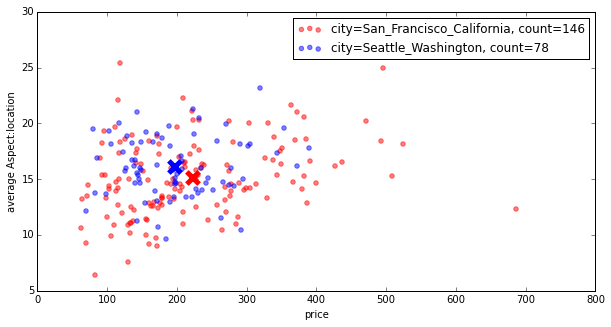 30
25
20
15
10
5
average Aspect:location
city=San_Francisco_California, count=146
city=Seattle_Washington, count=78
0 100 200 300 400 500 600 700 800
price